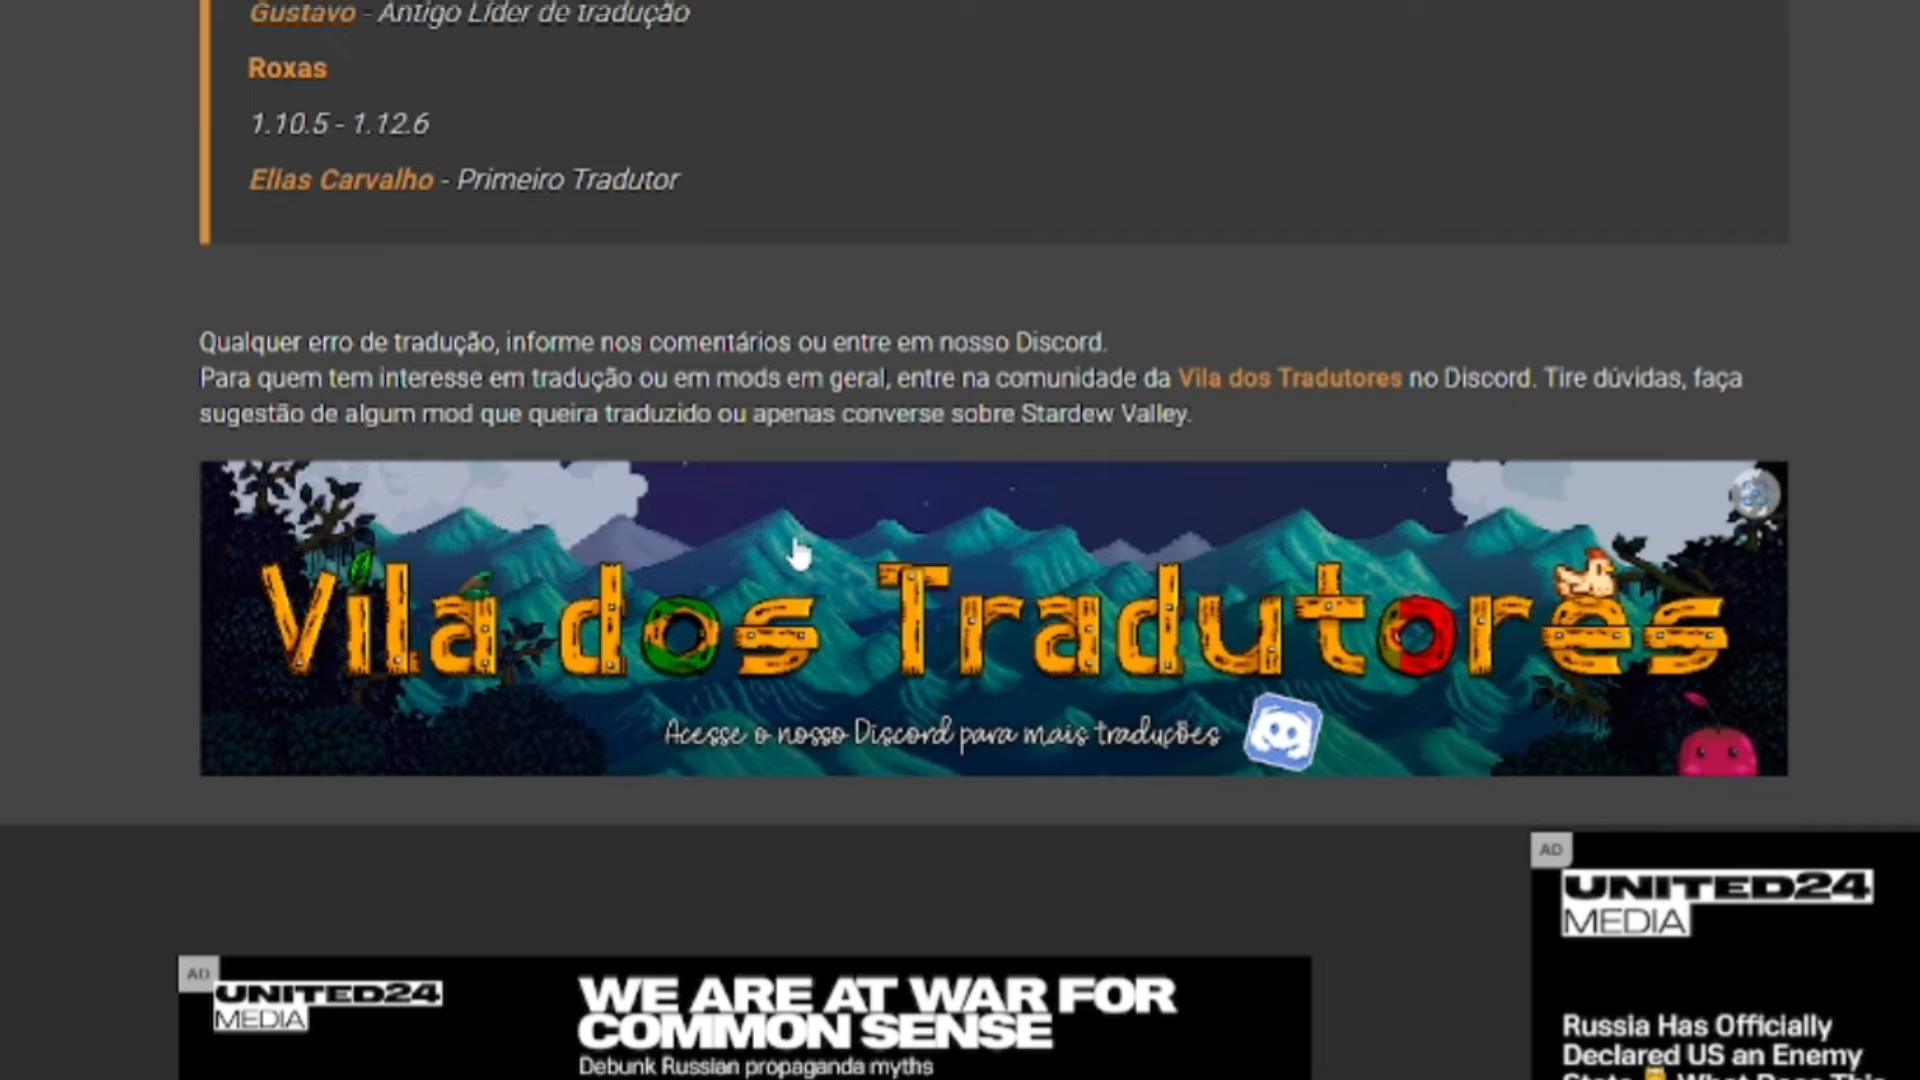 Gustavo - Antigo Líder de tradução
Roxas
1.10.5 - 1.12.6
Elias Carvalho - Primeiro Tradutor
Qualquer erro de tradução, informe nos comentários ou entre em nosso Discord.
Para quem tem interesse em tradução ou em mods em geral, entre na comunidade da Vila dos Tradutores no Discord. Tire dúvidas, faça
sugestão de algum mod que queira traduzido ou apenas converse sobre Stardew Valley.
Vila dos Tradutores
Acesse o nosso Discord para mais traduções
AD
UNITED24
MEDIA
WE ARE AT WAR FOR
COMMON SENSE
Debunk Russian propaganda myths
AD
UNITED24
MEDIA
Russia Has Officially
Declared US an Enemy
State What Does This